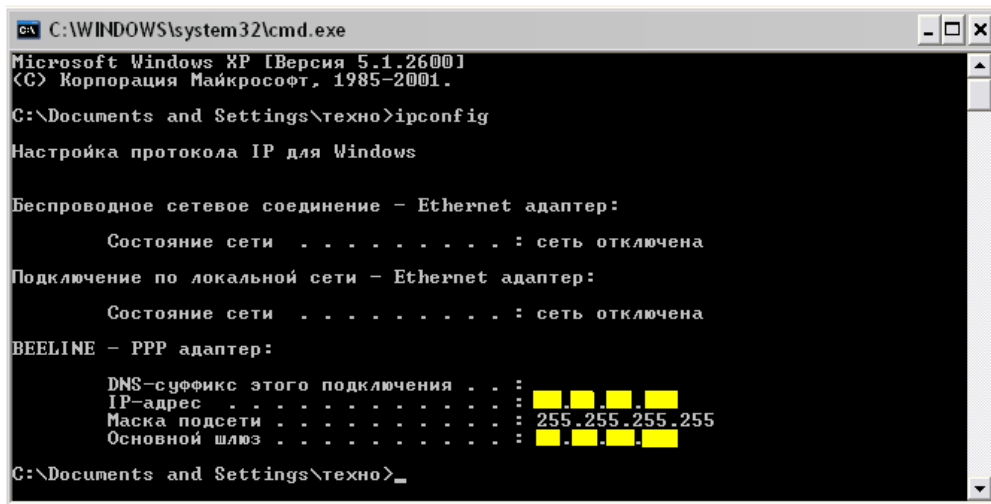 C:\WINDOWS\system32\cmd.exe
Microsoft Windows XP [Версия 5.1.2600]
(C) Корпорация Майкрософт, 1985-2001.
C:\Documents and Settings\техно>ipconfig
Настройка протокола IP для Windows
Беспроводное сетевое соединение - Ethernet адаптер:
Состояние сети . . . . . . . . . : сеть отключена
Подключение по локальной сети - Ethernet адаптер:
Состояние сети . . . . . . . . . : сеть отключена
BEELINE - PPP адаптер:
DNS-суффикс этого подключения . . :
IP-адрес . . . . . . . . . . . . : . . .
Маска подсети . . . . . . . . . . : 255.255.255.255
Основной шлюз . . . . . . . . . . : . . .
C:\Documents and Settings\техно>_